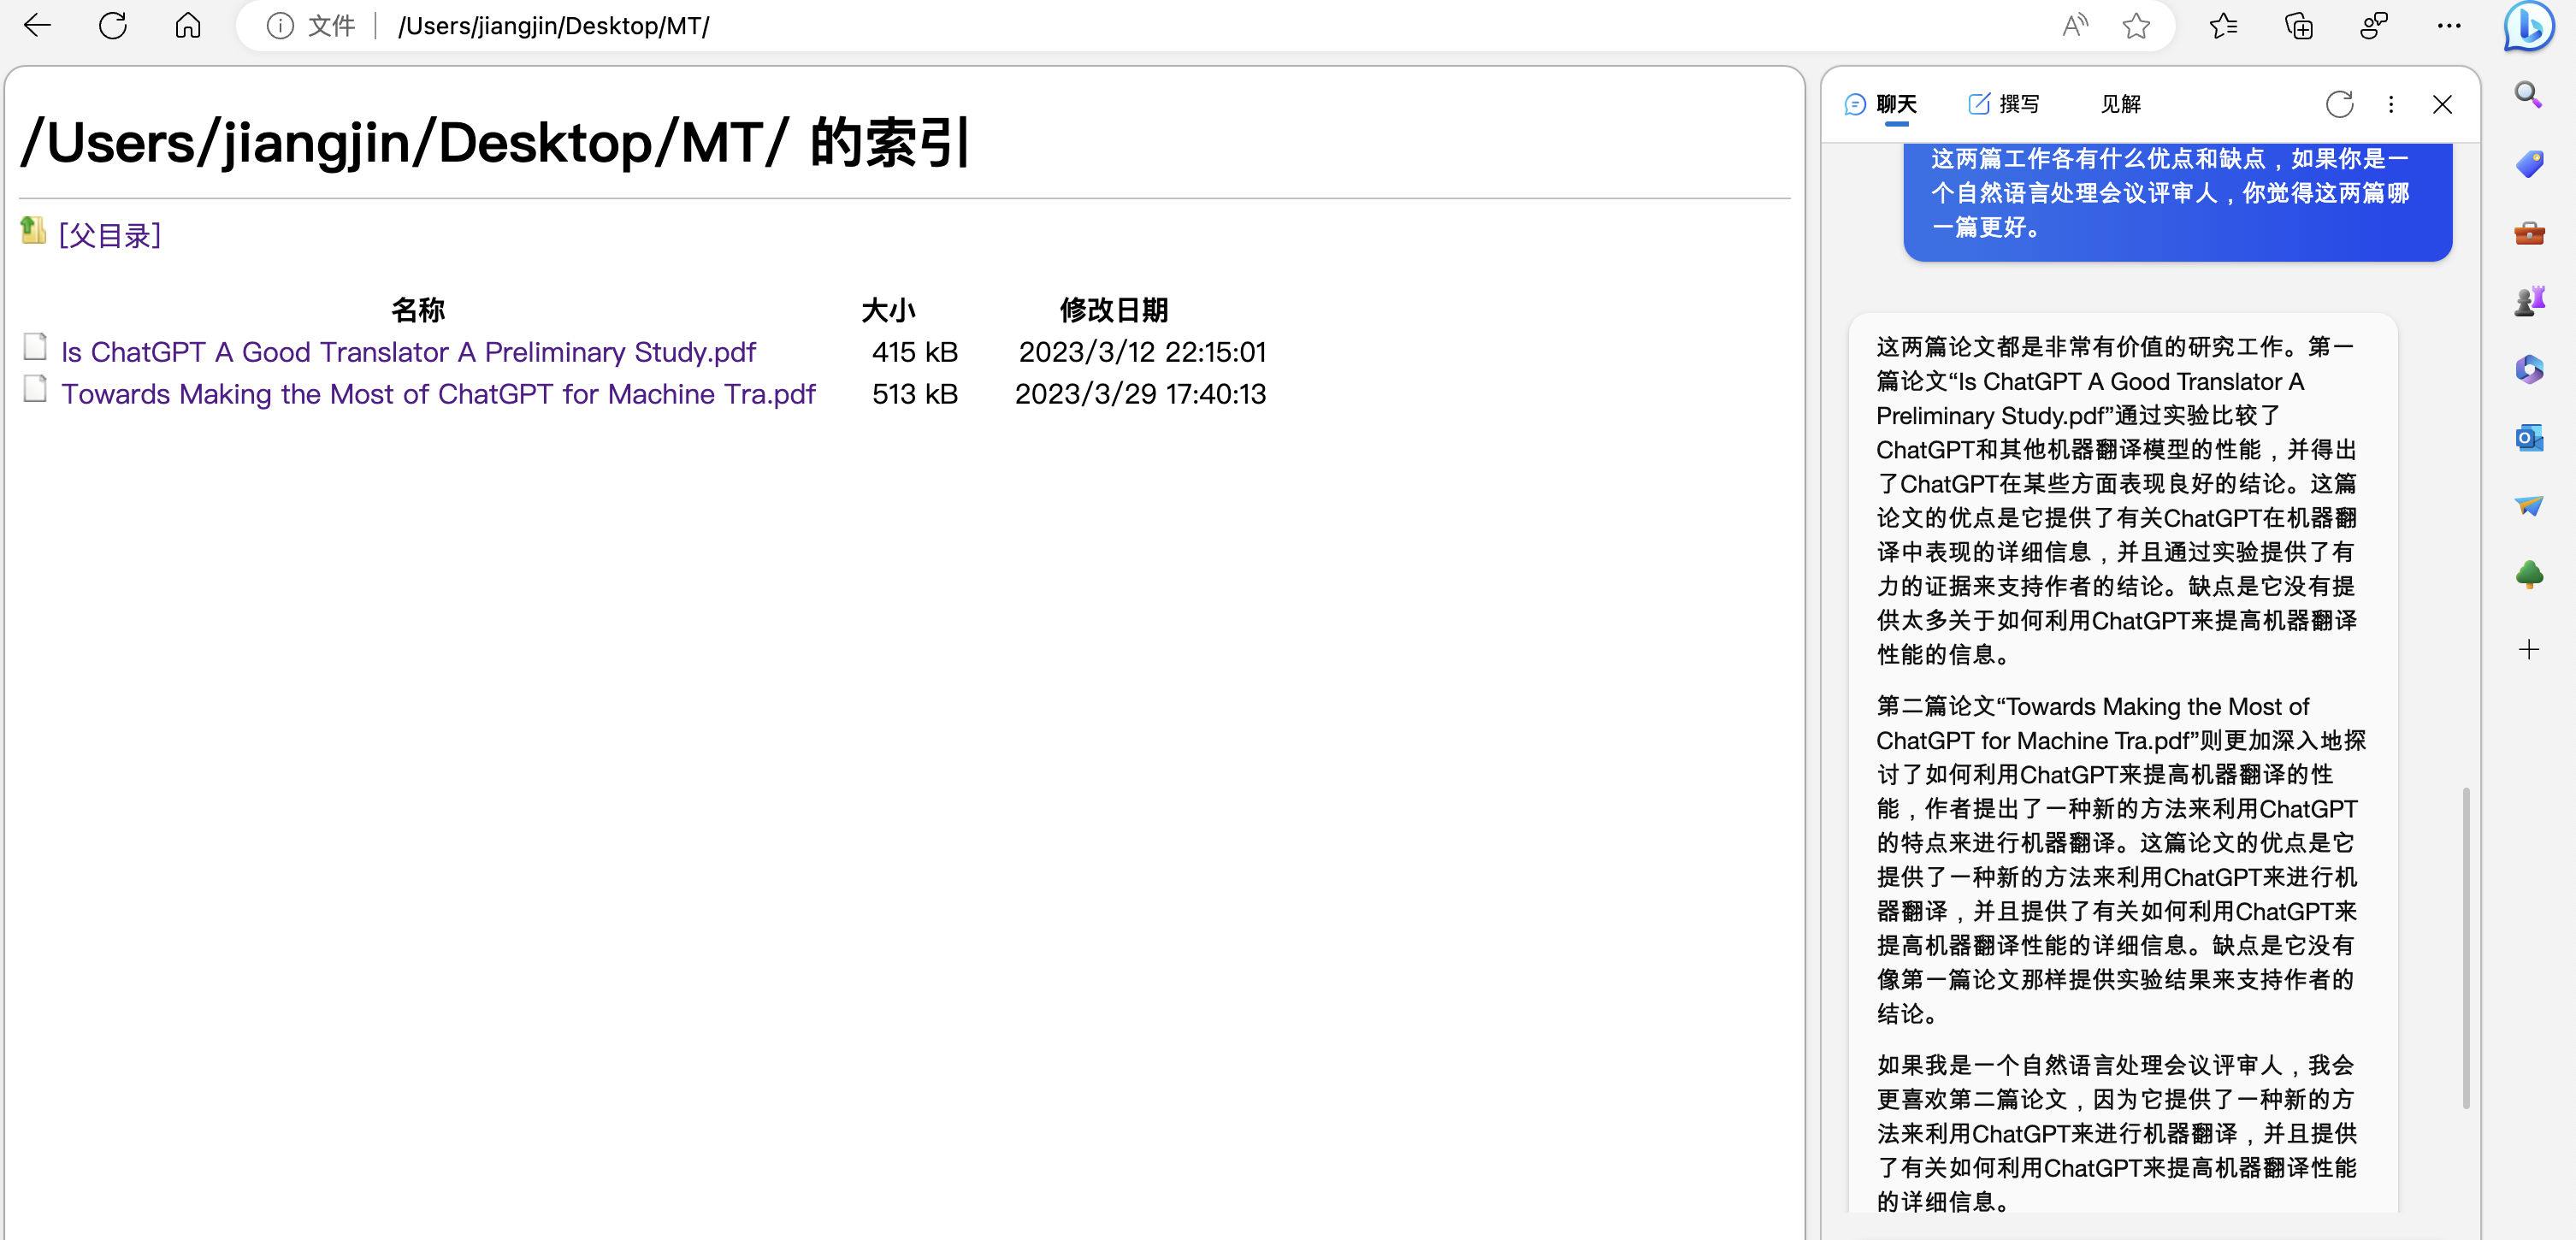 文件 | /Users/jiangjin/Desktop/MT/
/Users/jiangjin/Desktop/MT/ 的索引
[父目录]
名称 大小 修改日期
Is ChatGPT A Good Translator A Preliminary Study.pdf 415 kB 2023/3/12 22:15:01
Towards Making the Most of ChatGPT for Machine Tra.pdf 513 kB 2023/3/29 17:40:13
聊天 撰写 见解
这两篇工作各有什么优点和缺点，如果你是一
个自然语言处理会议评审人，你觉得这两篇哪
一篇更好。
这两篇论文都是非常有价值的研究工作。第一
篇论文“Is ChatGPT A Good Translator A
Preliminary Study.pdf”通过实验比较了
ChatGPT和其他机器翻译模型的性能，并得出
了ChatGPT在某些方面表现良好的结论。这篇
论文的优点是它提供了有关ChatGPT在机器翻
译中表现的详细信息，并且通过实验提供了有
力的证据来支持作者的结论。缺点是它没有提
供太多关于如何利用ChatGPT来提高机器翻译
性能的信息。
第二篇论文“Towards Making the Most of
ChatGPT for Machine Tra.pdf”则更加深入地探
讨了如何利用ChatGPT来提高机器翻译的性
能，作者提出了一种新的方法来利用ChatGPT
的特点来进行机器翻译。这篇论文的优点是它
提供了一种新的方法来利用ChatGPT来进行机
器翻译，并且提供了有关如何利用ChatGPT来
提高机器翻译性能的详细信息。缺点是它没有
像第一篇论文那样提供实验结果来支持作者的
结论。
如果我是一个自然语言处理会议评审人，我会
更喜欢第二篇论文，因为它提供了一种新的方
法来利用ChatGPT来进行机器翻译，并且提供
了有关如何利用ChatGPT来提高机器翻译性能
的详细信息。